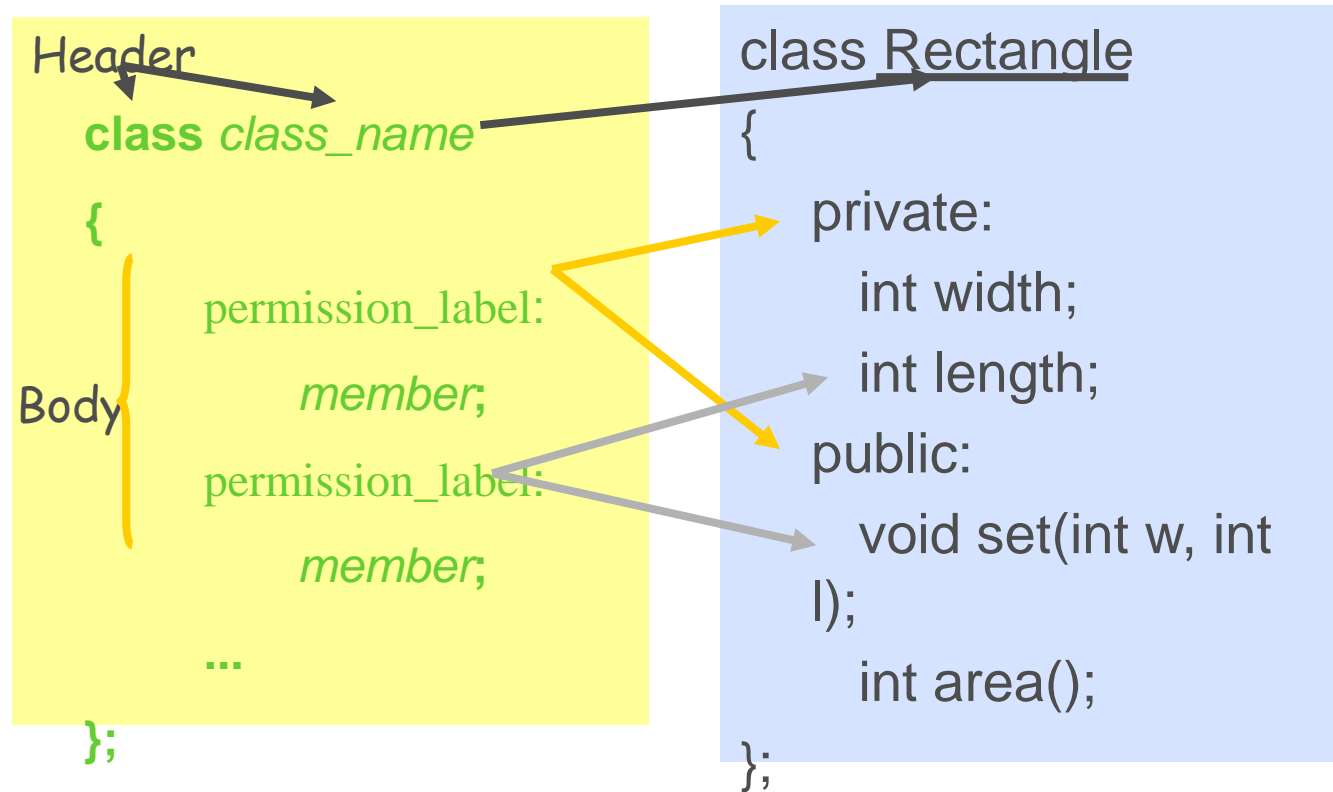 Header
class class_name
{
Body
permission_label:
member;
permission_label:
member;
...
};
class Rectangle
{
private:
int width;
int length;
public:
void set(int w, int
l);
int area();
};